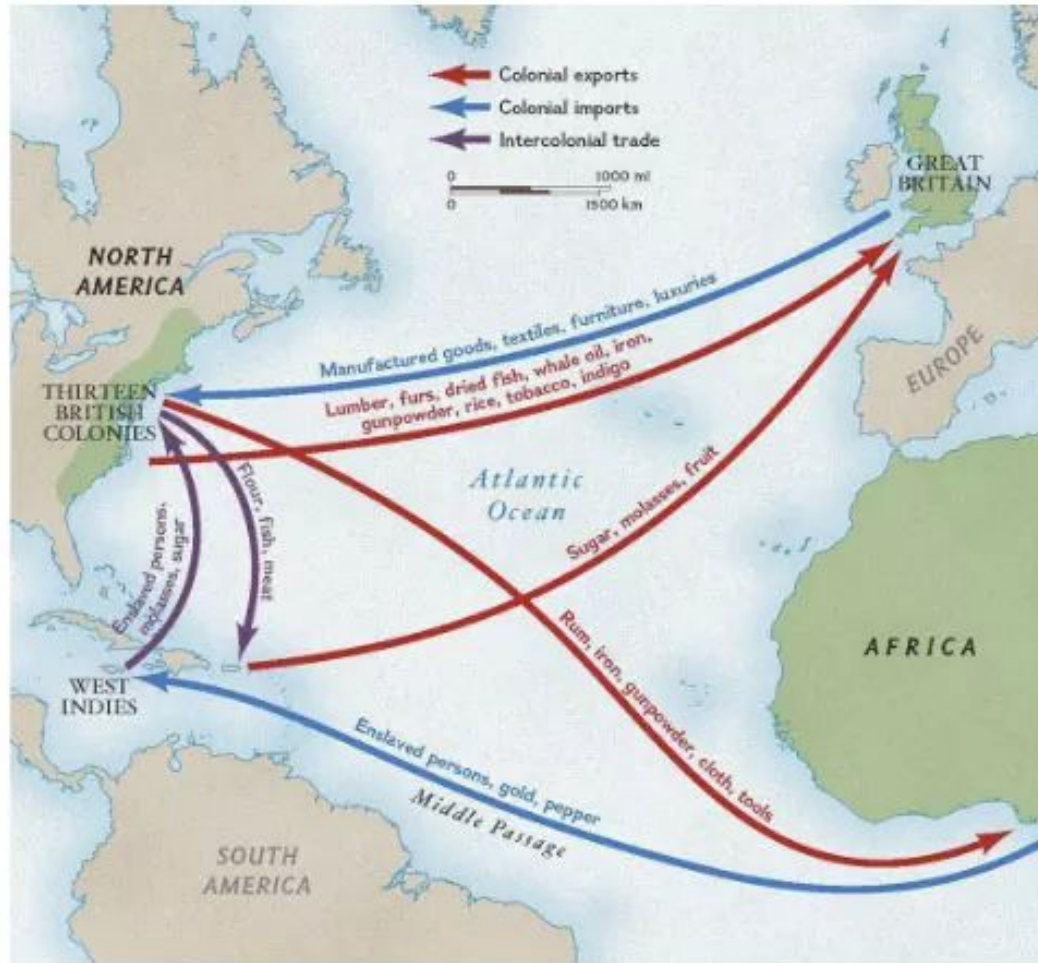 Colonial exports
Colonial imports
Intercolonial trade
0 1000 mi
0 1500 km
GREAT
BRITAIN
NORTH
AMERICA
Manufactured goods, textiles, furniture, luxuries
Lumber, furs, dried fish, whale oil, iron,
gunpowder, rice, tobacco, indigo
EUROPE
THIRTEEN
BRITISH
COLONIES
Flour, fish, meat
Atlantic
Ocean
Sugar, molasses, fruit
Enslaved persons,
molasses, sugar
Rum, iron, gunpowder, cloth, tools
AFRICA
WEST
INDIES
Enslaved persons, gold, pepper
Middle Passage
SOUTH
AMERICA